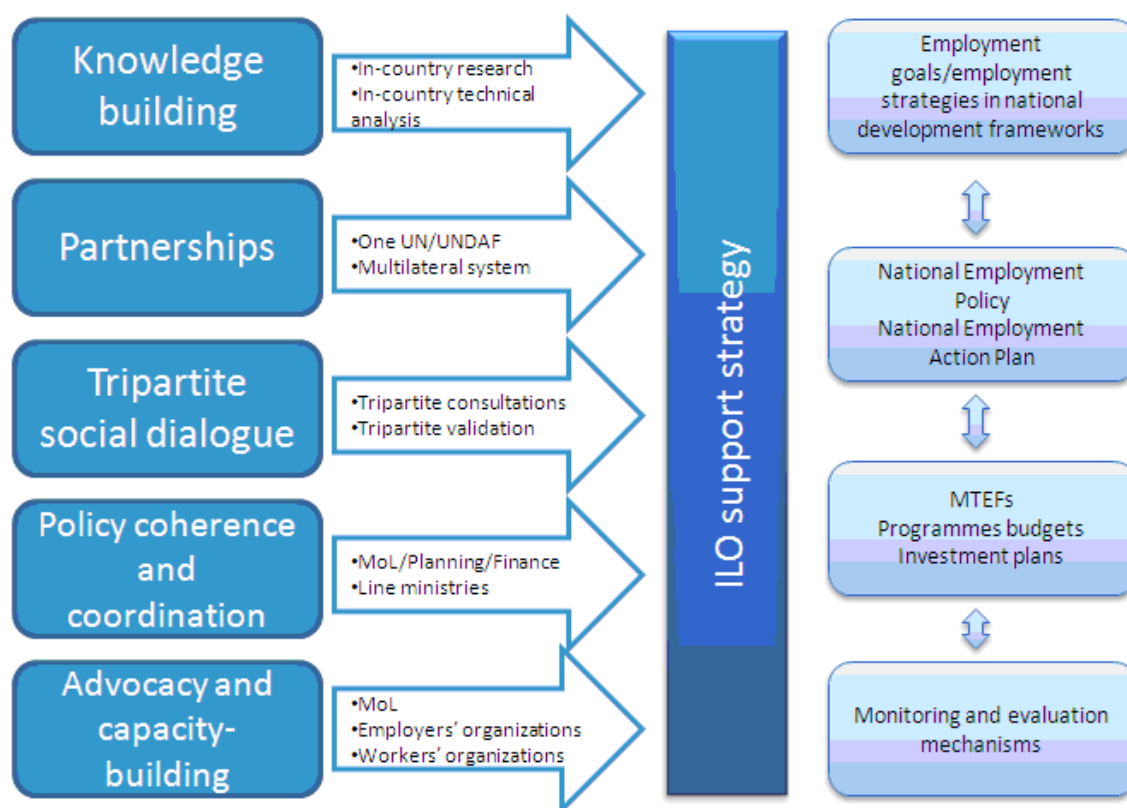 Knowledge
building
•In-country research
•In-country technical
analysis
Partnerships
•One UN/UNDAF
•Multilateral system
Tripartite
social dialogue
•Tripartite consultations
•Tripartite validation
Policy coherence
and
coordination
•MoL/Planning/Finance
•Line ministries
Advocacy and
capacity-
building
•MoL
•Employers’ organizations
•Workers’ organizations
ILO support strategy
Employment
goals/employment
strategies in national
development frameworks
National Employment
Policy
National Employment
Action Plan
MTEFs
Programmes budgets
Investment plans
Monitoring and evaluation
mechanisms